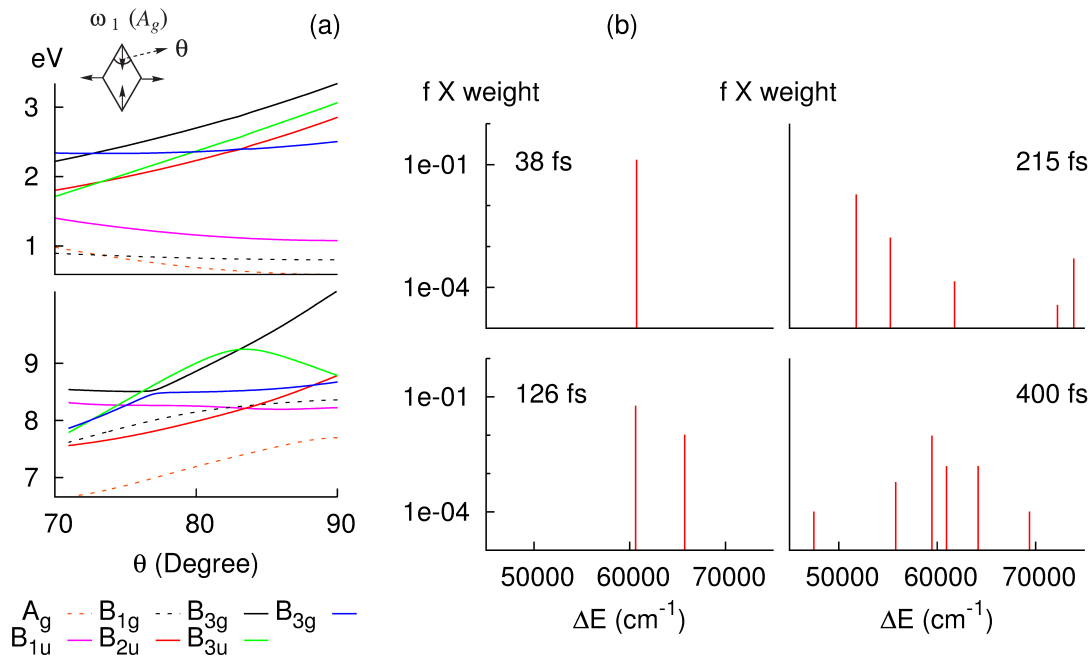 ω 1 (Ag) (a) (b)
θ
eV
3
2
1
9
8
7
70 80 90
θ (Degree)
Ag B1g B3g B3g
B1u B2u B3u
f X weight f X weight
1e-01 38 fs 215 fs
1e-04
1e-01 126 fs 400 fs
1e-04
50000 60000 70000 50000 60000 70000
ΔE (cm-1) ΔE (cm-1)